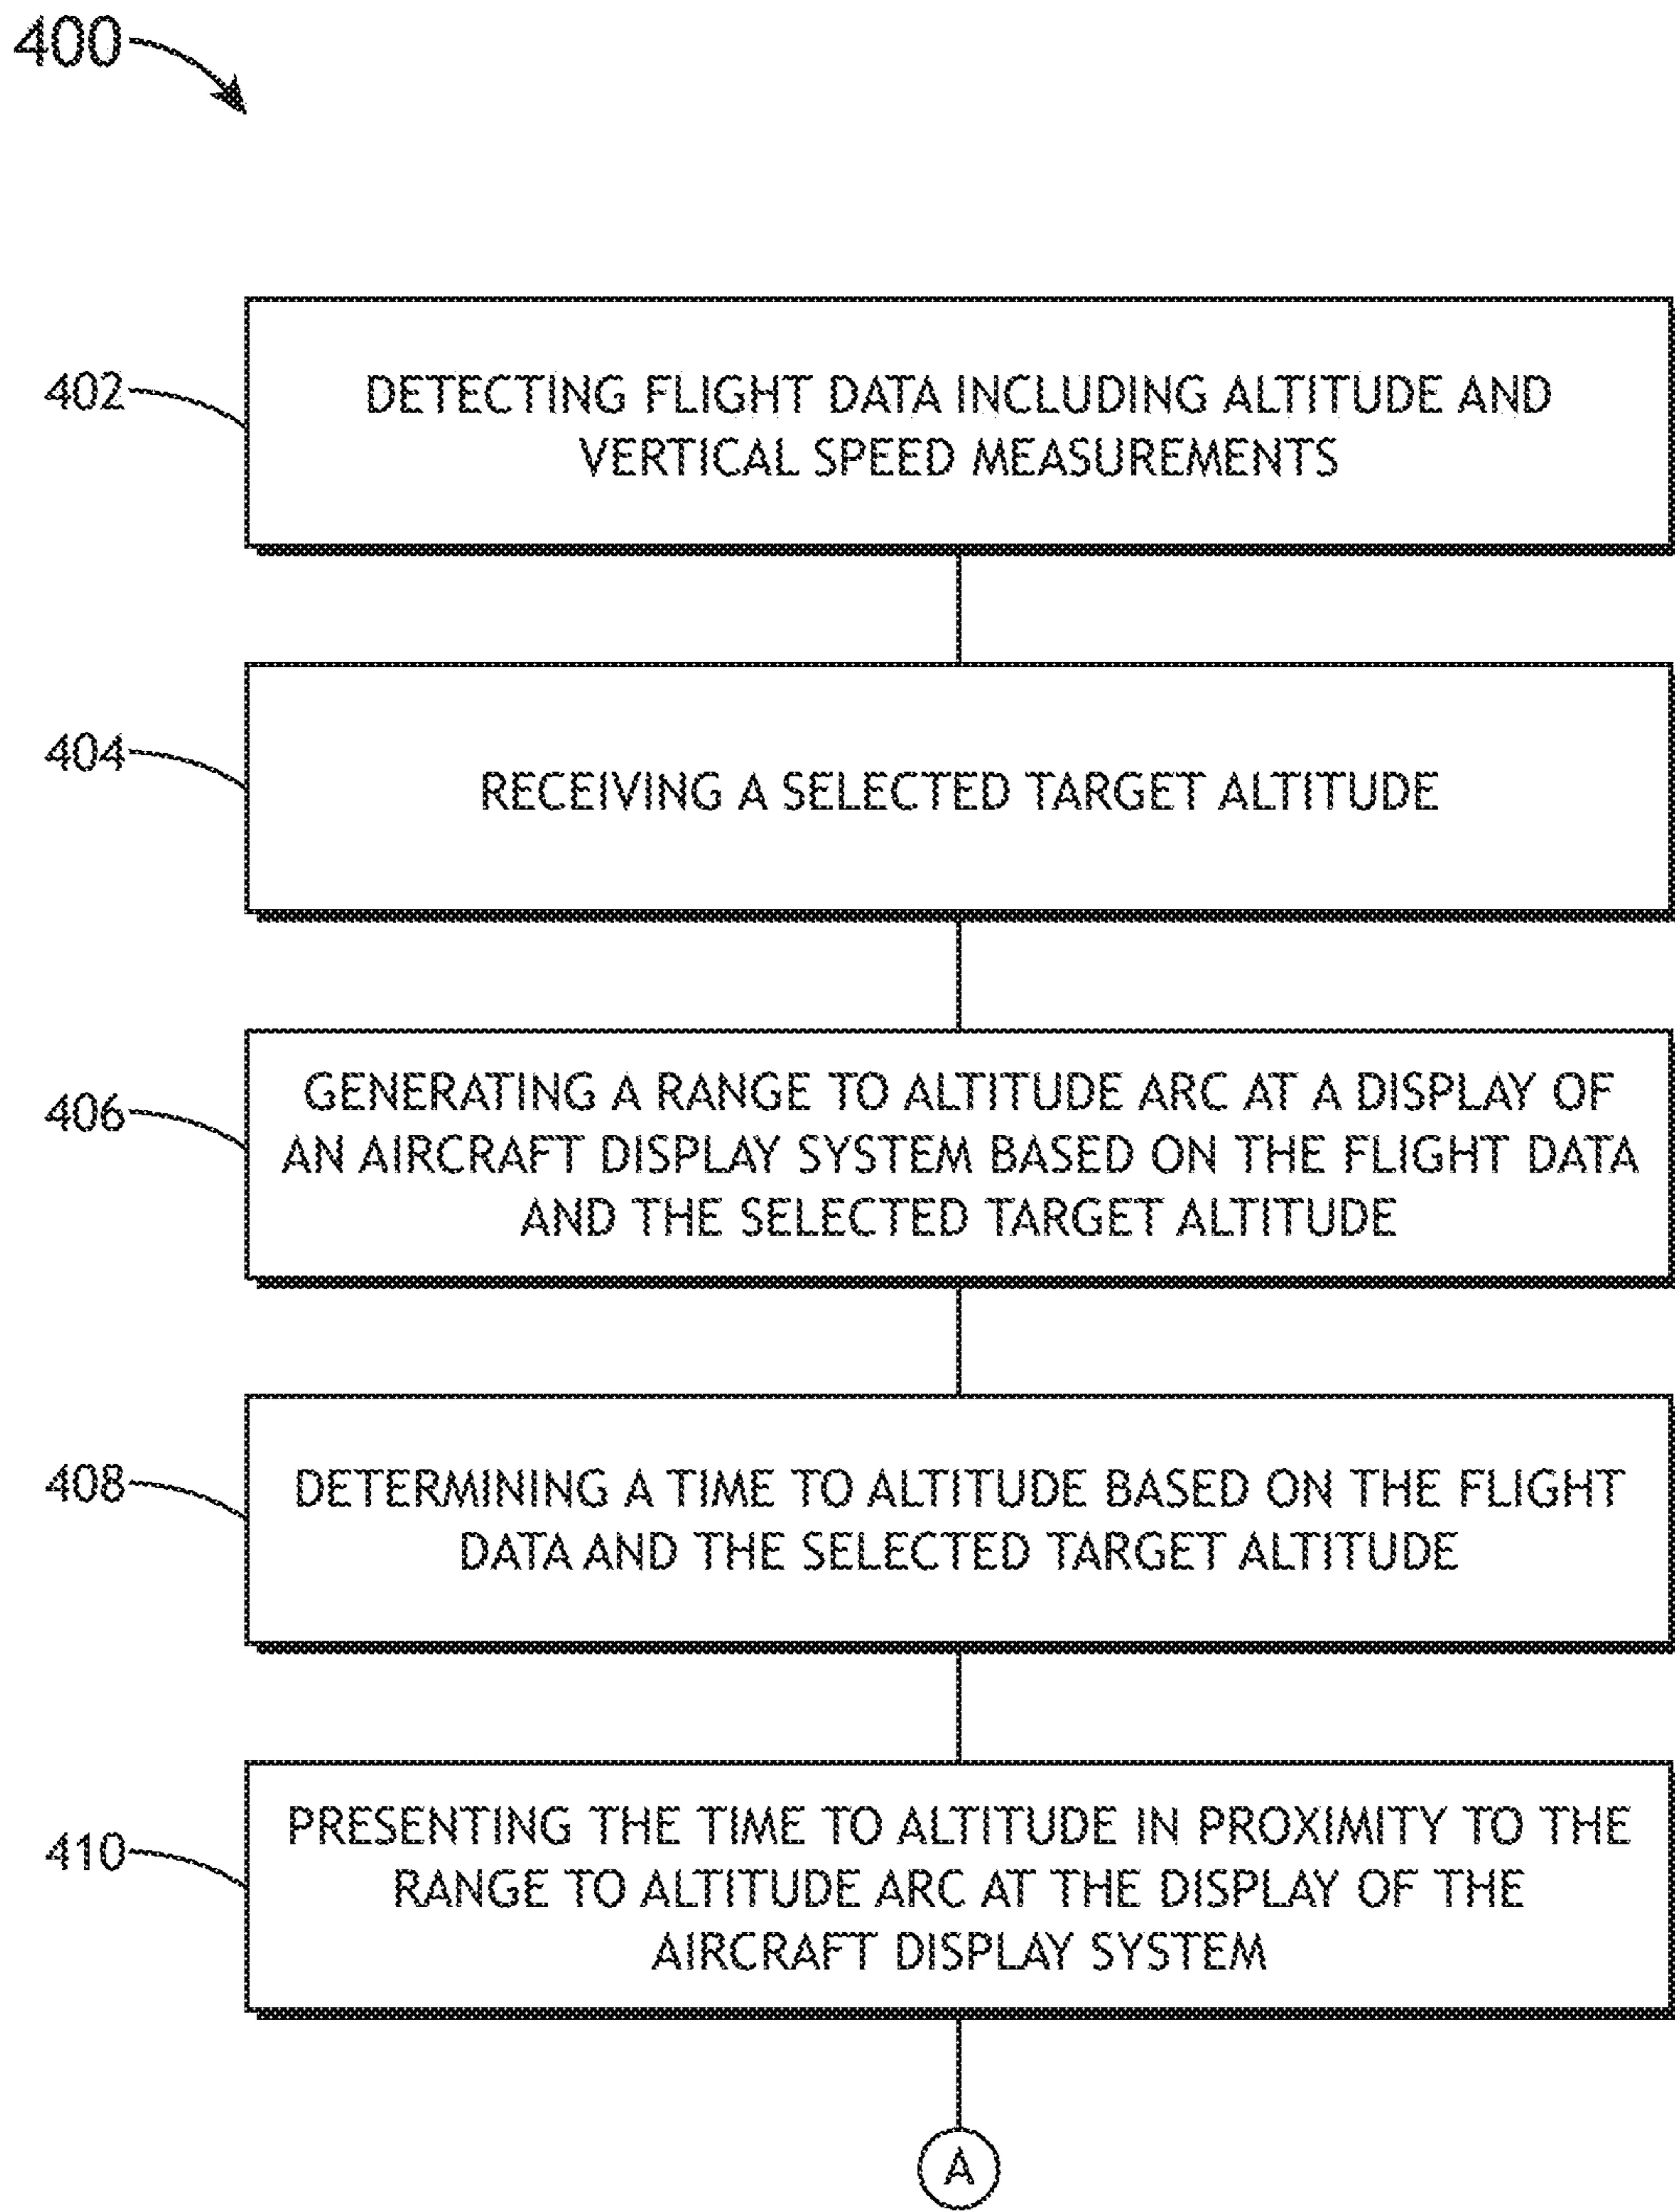 400
402
DETECTING FLIGHT DATA INCLUDING ALTITUDE AND
VERTICAL SPEED MEASUREMENTS
404
RECEIVING A SELECTED TARGET ALTITUDE
406
GENERATING A RANGE TO ALTITUDE ARC AT A DISPLAY OF
AN AIRCRAFT DISPLAY SYSTEM BASED ON THE FLIGHT DATA
AND THE SELECTED TARGET ALTITUDE
408
DETERMINING A TIME TO ALTITUDE BASED ON THE FLIGHT
DATA AND THE SELECTED TARGET ALTITUDE
410
PRESENTING THE TIME TO ALTITUDE IN PROXIMITY TO THE
RANGE TO ALTITUDE ARC AT THE DISPLAY OF THE
AIRCRAFT DISPLAY SYSTEM
A